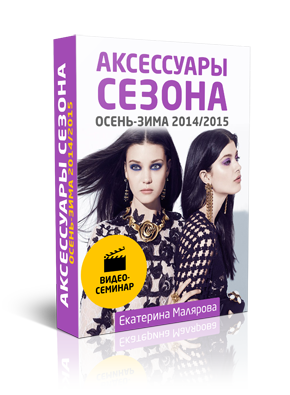 АКСЕССУАРЫ
СЕЗОНА
ОСЕНЬ-ЗИМА 2014/2015
ВИДЕО-
СЕМИНАР
Екатерина Малярова
АКСЕССУАРЫ СЕЗОНА
ОСЕНЬ-ЗИМА 2014/2015